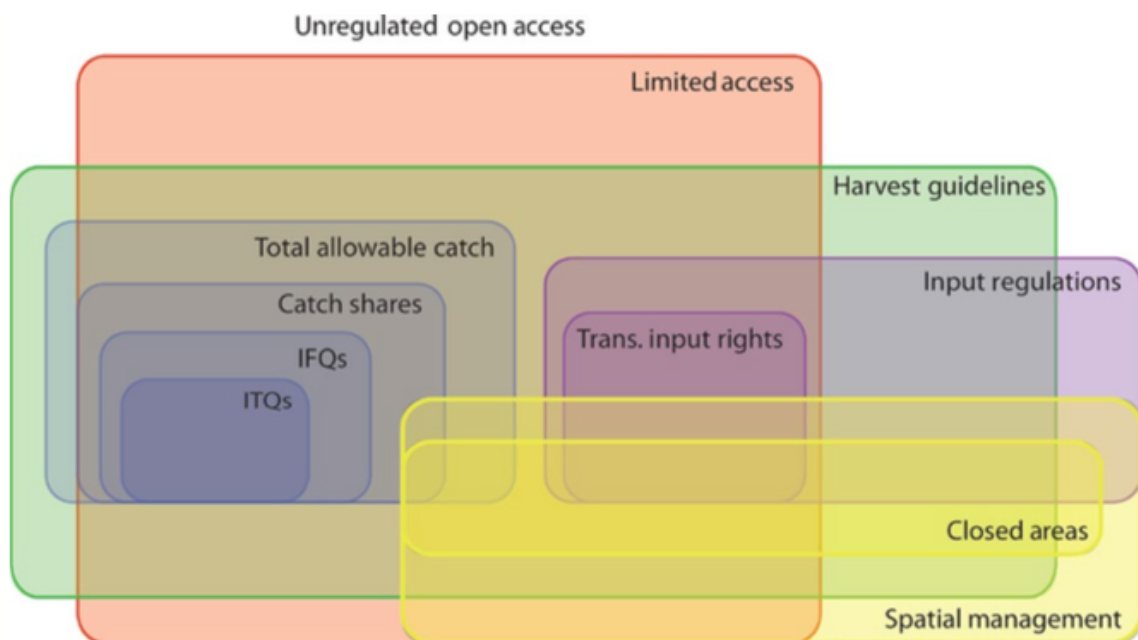 Unregulated open access
Limited access
Harvest guidelines
Total allowable catch
Input regulations
Catch shares
Trans. input rights
IFQs
ITQs
Closed areas
Spatial management